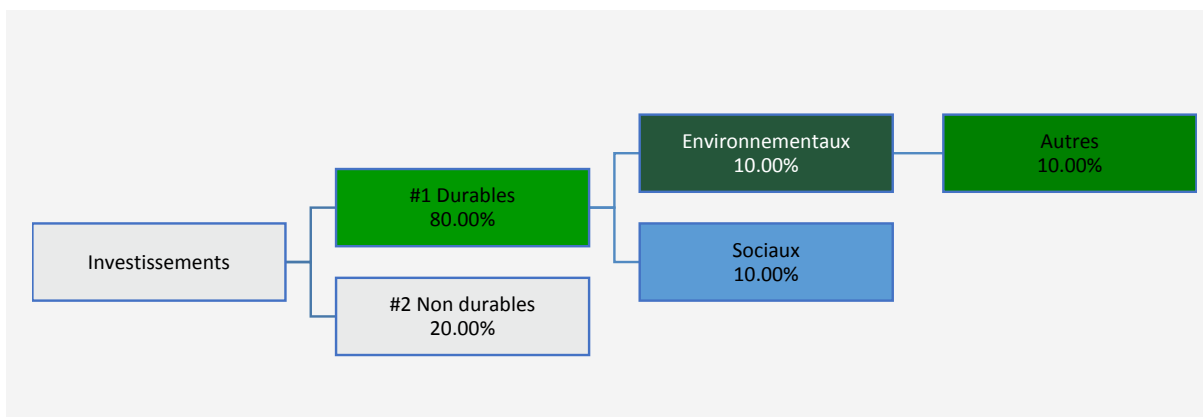 Investissements
#1 Durables
80.00%
#2 Non durables
20.00%
Environnementaux
10.00%
Sociaux
10.00%
Autres
10.00%